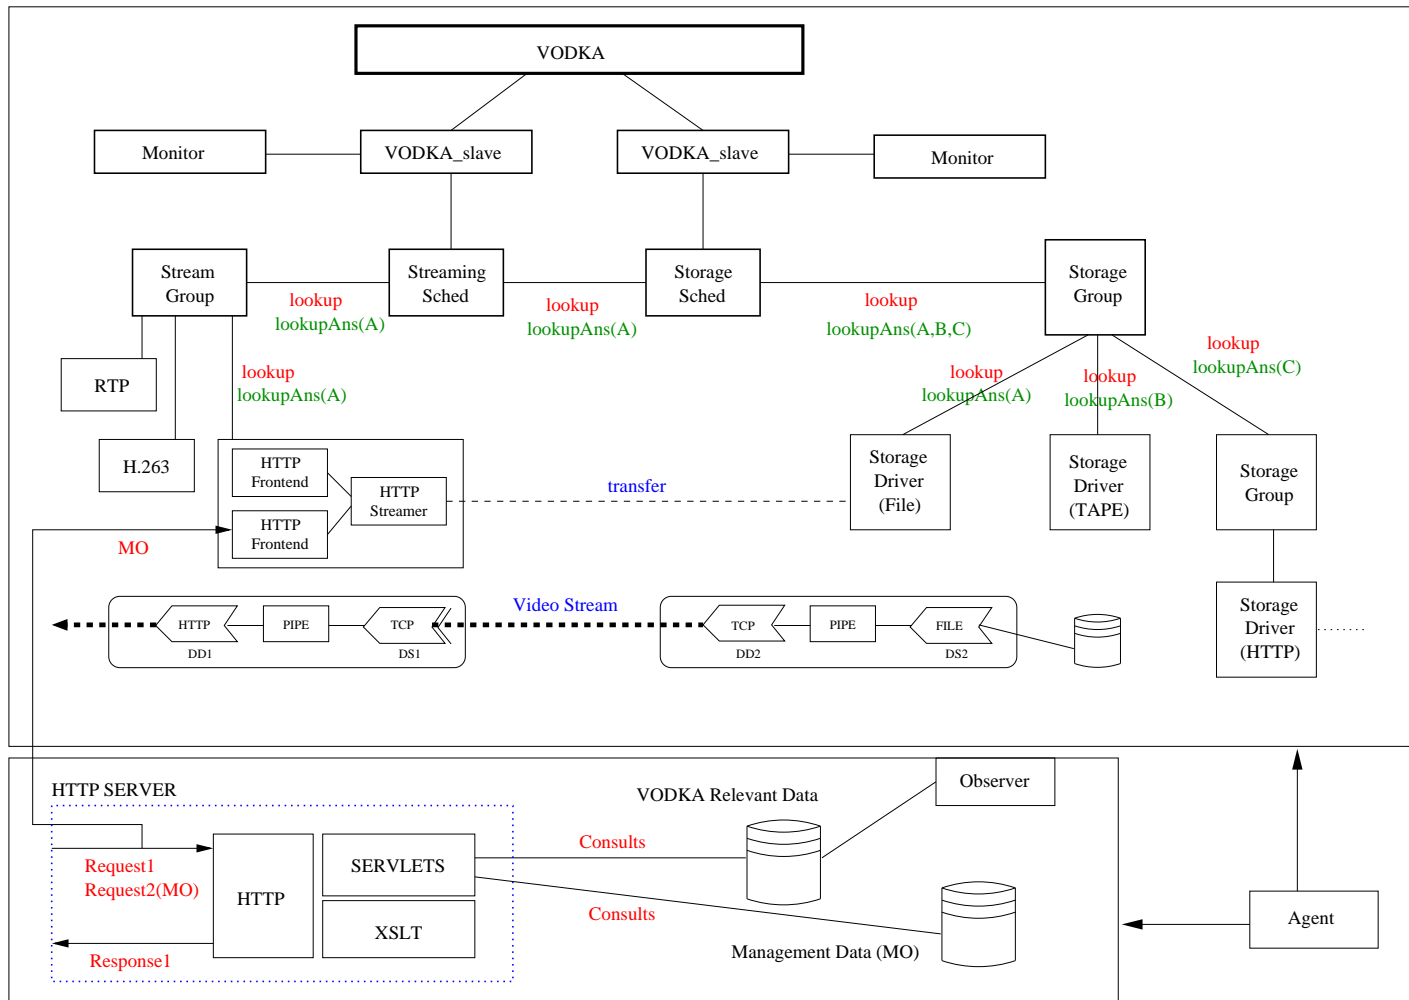 VODKA
Monitor
VODKA_slave
VODKA_slave
Monitor
Stream
Group
Streaming
Sched
Storage
Sched
Storage
Group
lookup
lookupAns(A)
lookup
lookupAns(A)
lookup
lookupAns(A,B,C)
RTP
lookup
lookupAns(A)
lookup
lookupAns(A)
lookup
lookupAns(B)
lookup
lookupAns(C)
H.263
HTTP
Frontend
HTTP
Streamer
HTTP
Frontend
transfer
Storage
Driver
(File)
Storage
Driver
(TAPE)
Storage
Group
MO
HTTP
DD1
PIPE
TCP
DS1
Video Stream
TCP
DD2
PIPE
FILE
DS2
Storage
Driver
(HTTP)
HTTP SERVER
Request1
Request2(MO)
Response1
HTTP
SERVLETS
XSLT
Consults
Consults
VODKA Relevant Data
Observer
Management Data (MO)
Agent